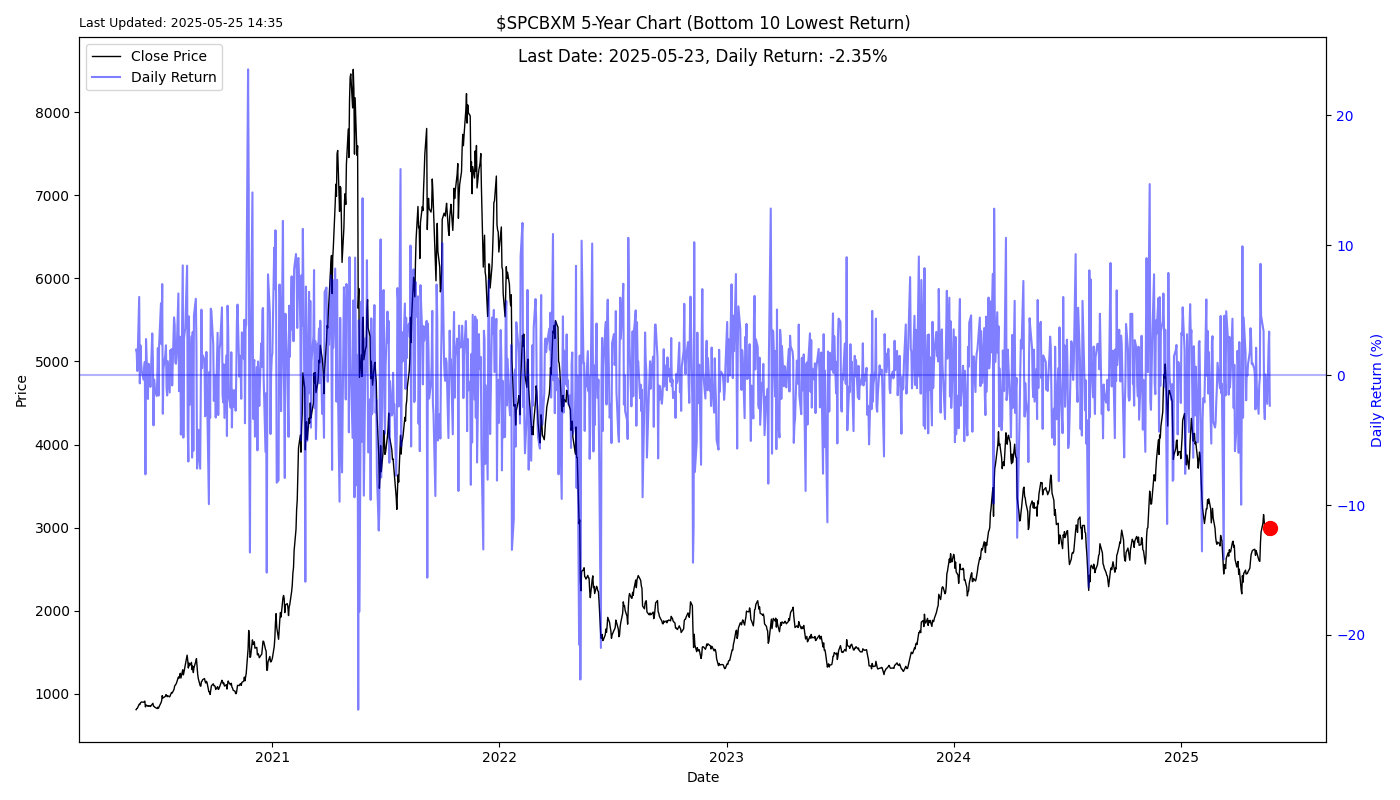 Last Updated: 2025-05-25 14:35
$SPCBXM 5-Year Chart (Bottom 10 Lowest Return)
Last Date: 2025-05-23, Daily Return: -2.35%
Close Price
Daily Return
Price
8000
7000
6000
5000
4000
3000
2000
1000
20
10
0
−10
−20
Daily Return (%)
2021
2022
2023
2024
2025
Date